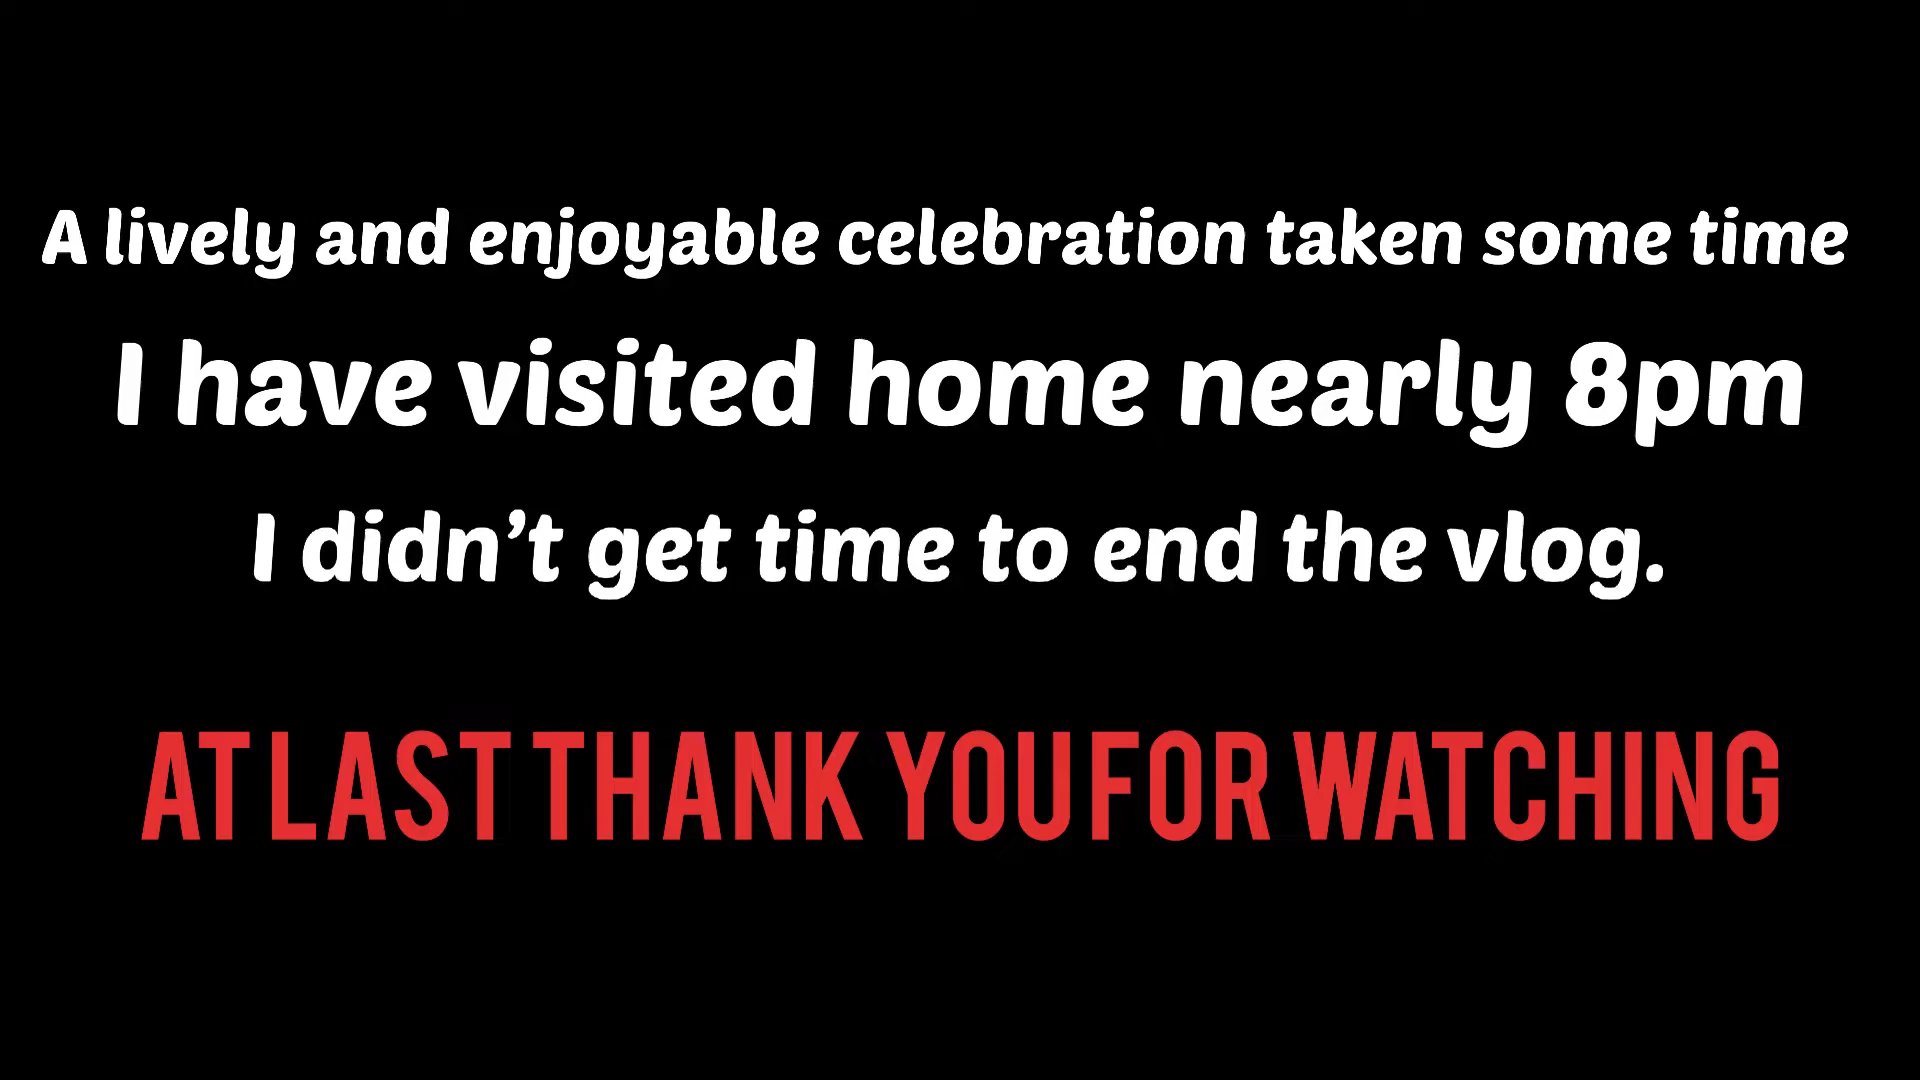 A lively and enjoyable celebration taken some time
I have visited home nearly 8pm
I didn’t get time to end the vlog.
AT LAST THANK YOU FOR WATCHING